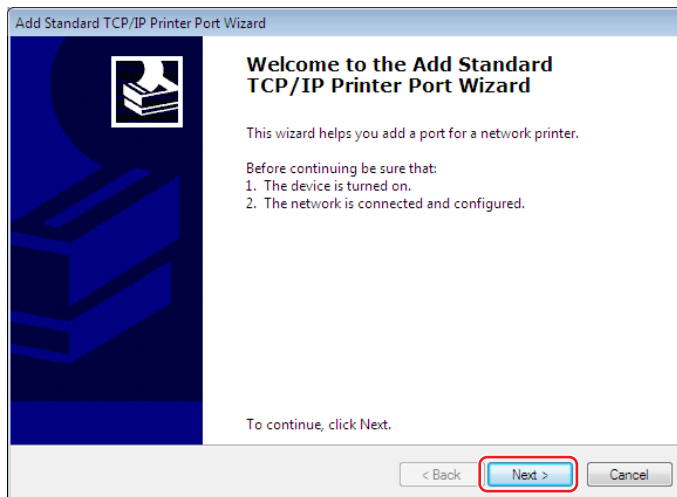 Add Standard TCP/IP Printer Port Wizard
Welcome to the Add Standard
TCP/IP Printer Port Wizard
This wizard helps you add a port for a network printer.
Before continuing be sure that:
1. The device is turned on.
2. The network is connected and configured.
To continue, click Next.
< Back
Next >
Cancel